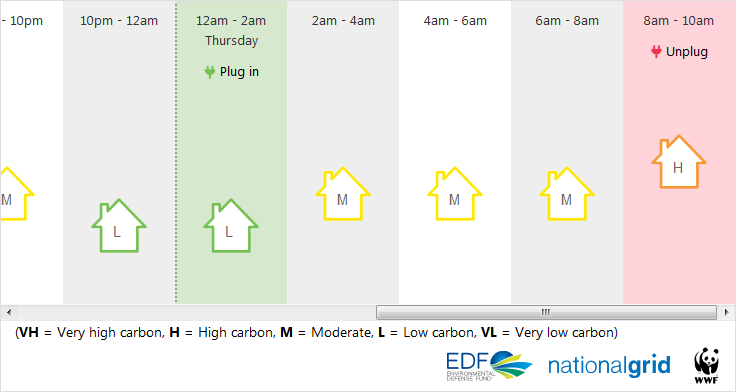 - 10pm
10pm - 12am
12am - 2am
2am - 4am
4am - 6am
6am - 8am
8am - 10am
Thursday
Plug in
Unplug
M
L
L
M
M
M
H
(VH = Very high carbon, H = High carbon, M = Moderate, L = Low carbon, VL = Very low carbon)
EDF
ENVIRONMENTAL
DEFENSE FUND
nationalgrid
WWF